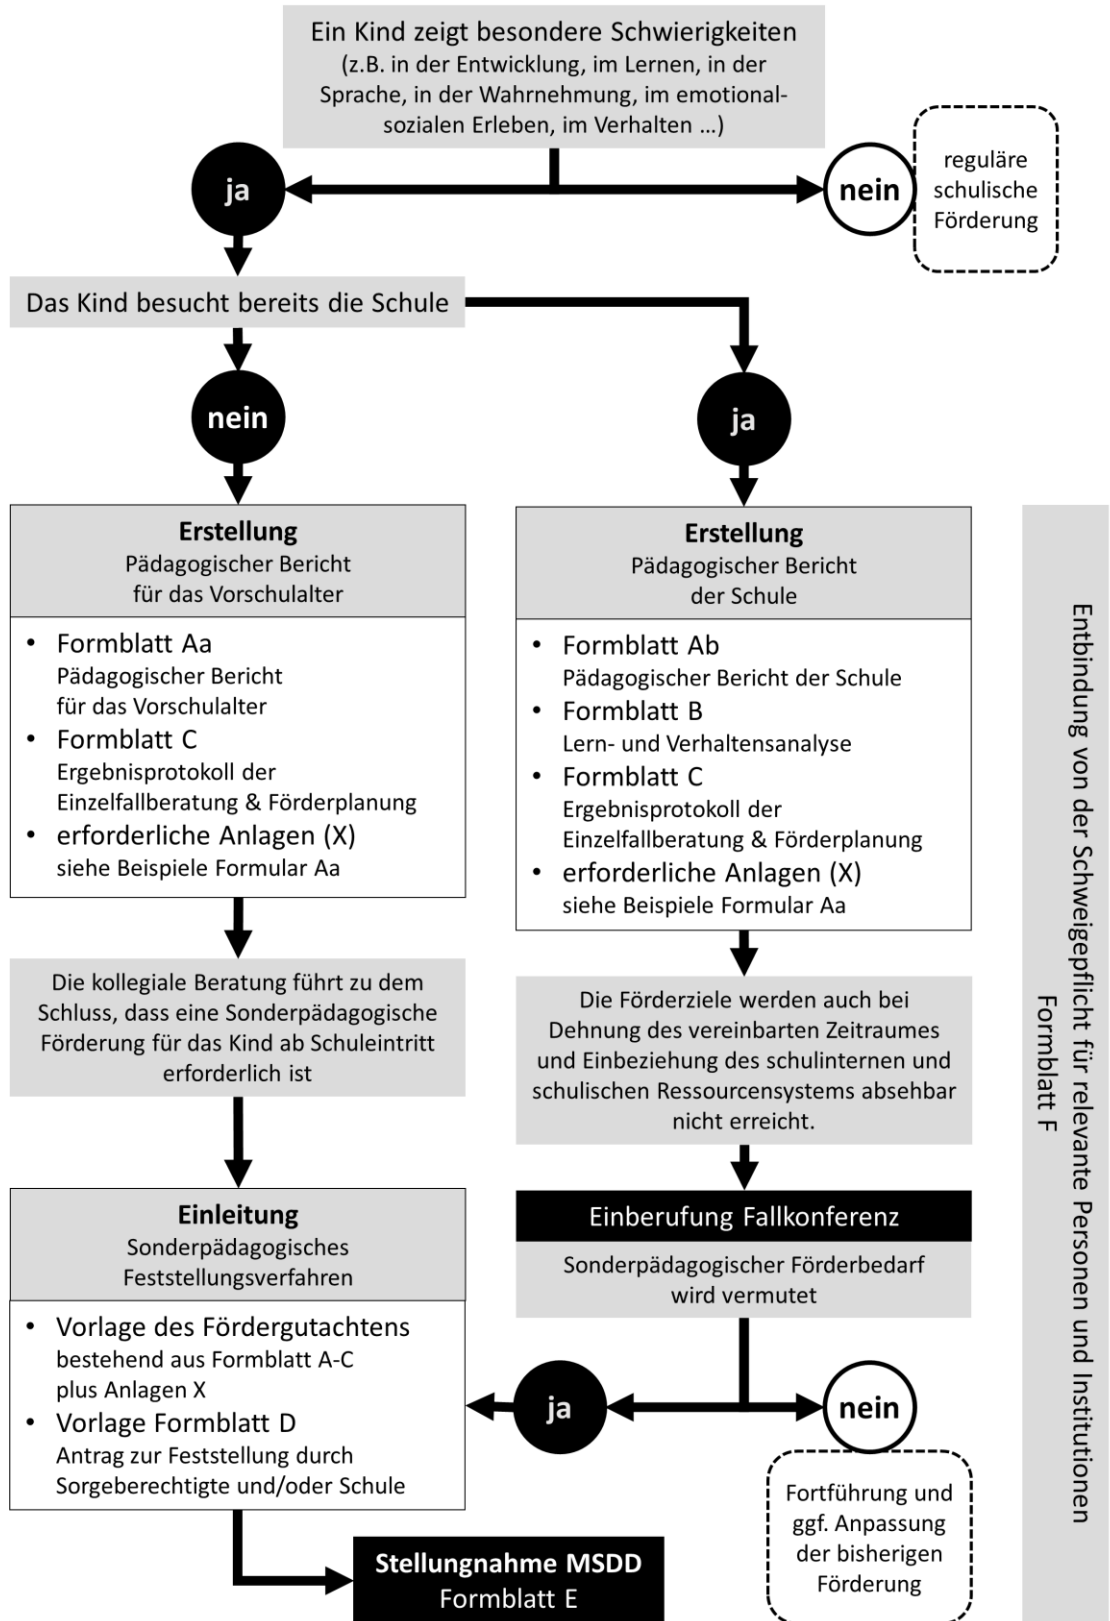 Ein Kind zeigt besondere Schwierigkeiten
(z.B. in der Entwicklung, im Lernen, in der
Sprache, in der Wahrnehmung, im emotional-
sozialen Erleben, im Verhalten ...)
ja
nein
reguläre
schulische
Förderung
Das Kind besucht bereits die Schule
nein
ja
Erstellung
Pädagogischer Bericht
für das Vorschulalter
• Formblatt Aa
Pädagogischer Bericht
für das Vorschulalter
• Formblatt C
Ergebnisprotokoll der
Einzelfallberatung & Förderplanung
• erforderliche Anlagen (X)
siehe Beispiele Formular Aa
Erstellung
Pädagogischer Bericht
der Schule
• Formblatt Ab
Pädagogischer Bericht der Schule
• Formblatt B
Lern- und Verhaltensanalyse
• Formblatt C
Ergebnisprotokoll der
Einzelfallberatung & Förderplanung
• erforderliche Anlagen (X)
siehe Beispiele Formular Aa
Die kollegiale Beratung führt zu dem
Schluss, dass eine Sonderpädagogische
Förderung für das Kind ab Schuleintritt
erforderlich ist
Die Förderziele werden auch bei
Dehnung des vereinbarten Zeitraumes
und Einbeziehung des schulinternen und
schulischen Ressourcensystems absehbar
nicht erreicht.
Einleitung
Sonderpädagogisches
Feststellungsverfahren
• Vorlage des Fördergutachtens
bestehend aus Formblatt A-C
plus Anlagen X
• Vorlage Formblatt D
Antrag zur Feststellung durch
Sorgeberechtigte und/oder Schule
Einberufung Fallkonferenz
Sonderpädagogischer Förderbedarf
wird vermutet
ja
nein
Fortführung und
ggf. Anpassung
der bisherigen
Förderung
Stellungnahme MSDD
Formblatt E
Entbindung von der Schweigepflicht für relevante Personen und Institutionen
Formblatt F